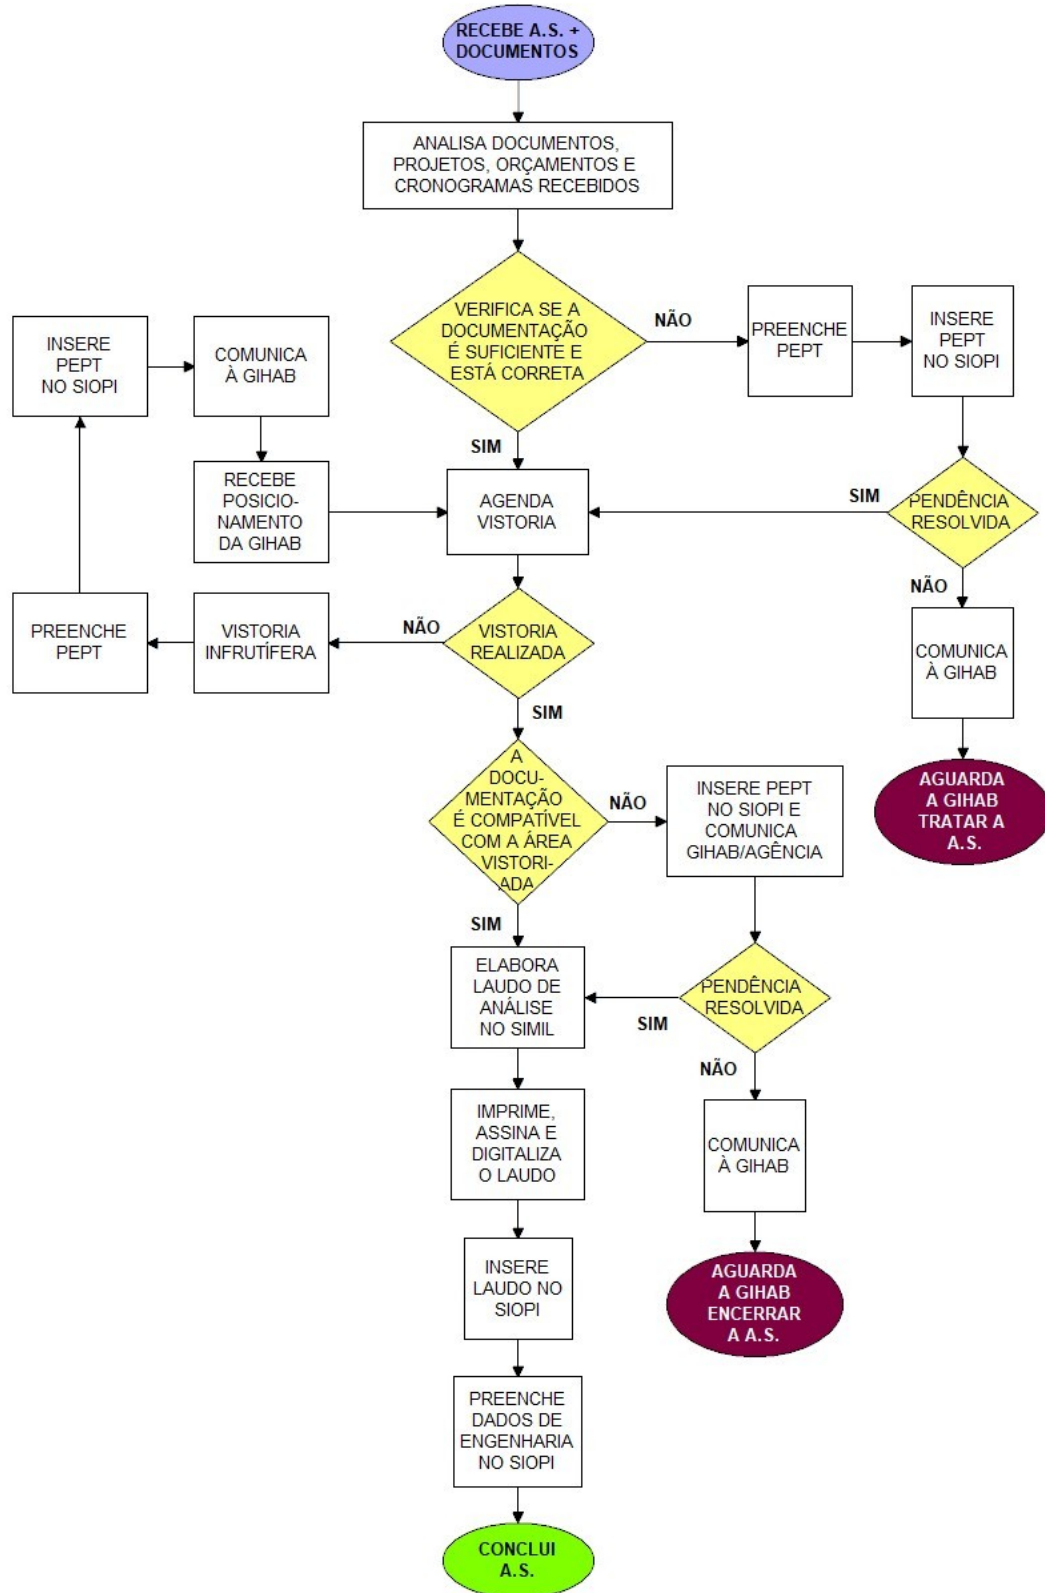 RECEBE A.S. +
DOCUMENTOS
ANALISA DOCUMENTOS,
PROJETOS, ORÇAMENTOS E
CRONOGRAMAS RECEBIDOS
VERIFICA SE A
DOCUMENTAÇÃO
É SUFICIENTE E
ESTÁ CORRETA
NÃO
PREENCHE
PEPT
INSERE
PEPT
NO SIOPI
INSERE
PEPT
NO SIOPI
COMUNICA
À GIHAB
SIM
RECEBE
POSICIO-
NAMENTO
DA GIHAB
AGENDA
VISTORIA
SIM
PENDÊNCIA
RESOLVIDA
NÃO
COMUNICA
À GIHAB
AGUARDA
A GIHAB
TRATAR A
A.S.
PREENCHE
PEPT
VISTORIA
INFRUTÍFERA
NÃO
VISTORIA
REALIZADA
SIM
A
DOCU-
MENTAÇÃO
É COMPATÍVEL
COM A ÁREA
VISTORI-
ADA
NÃO
INSERE PEPT
NO SIOPI E
COMUNICA
GIHAB/AGÊNCIA
SIM
ELABORA
LAUDO DE
ANÁLISE
NO SIMIL
SIM
PENDÊNCIA
RESOLVIDA
NÃO
COMUNICA
À GIHAB
AGUARDA
A GIHAB
ENCERRAR
A A.S.
IMPRIME,
ASSINA E
DIGITALIZA
O LAUDO
INSERE
LAUDO NO
SIOPI
PREENCHE
DADOS DE
ENGENHARIA
NO SIOPI
CONCLUI
A.S.